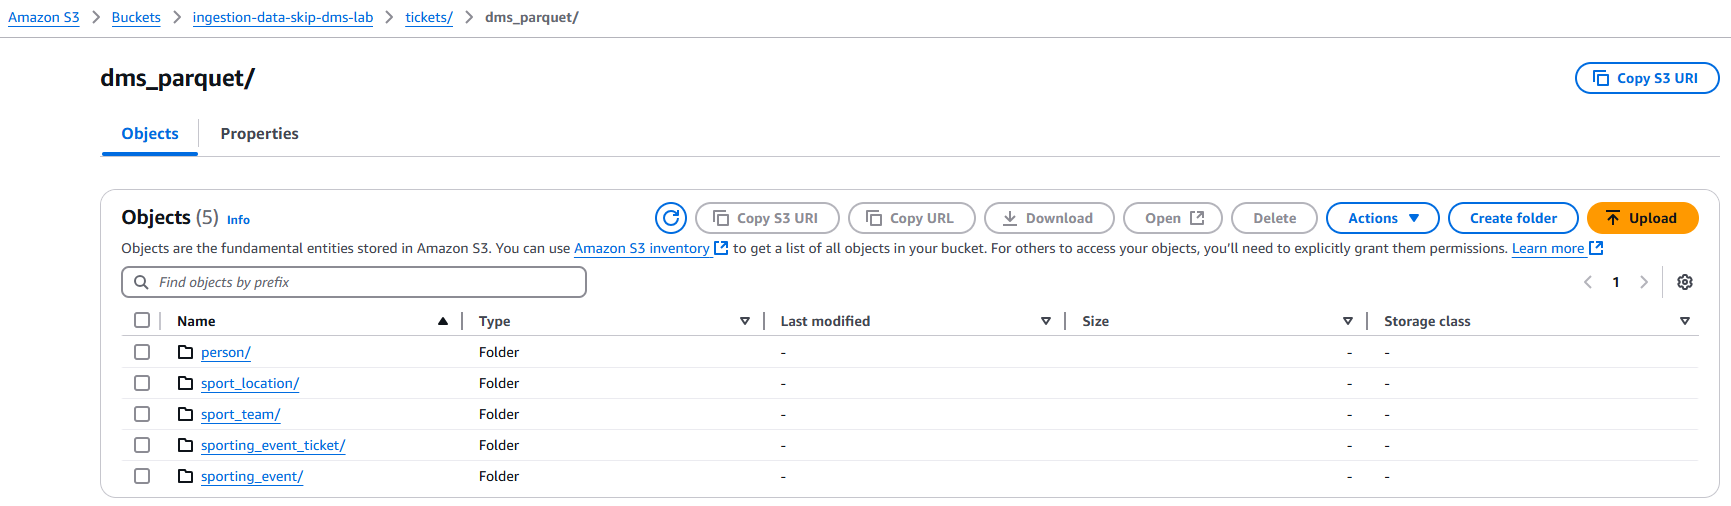 Amazon S3 > Buckets > ingestion-data-skip-dms-lab > tickets/ > dms_parquet/
dms_parquet/
Copy S3 URI
Objects Properties
Objects (5) Info
Copy S3 URI Copy URL Download Open Delete Actions Create folder Upload
Objects are the fundamental entities stored in Amazon S3. You can use Amazon S3 inventory to get a list of all objects in your bucket. For others to access your objects, you'll need to explicitly grant them permissions. Learn more
Find objects by prefix
1
Name Type Last modified Size Storage class
person/ Folder - - -
sport_location/ Folder - - -
sport_team/ Folder - - -
sporting_event_ticket/ Folder - - -
sporting_event/ Folder - - -